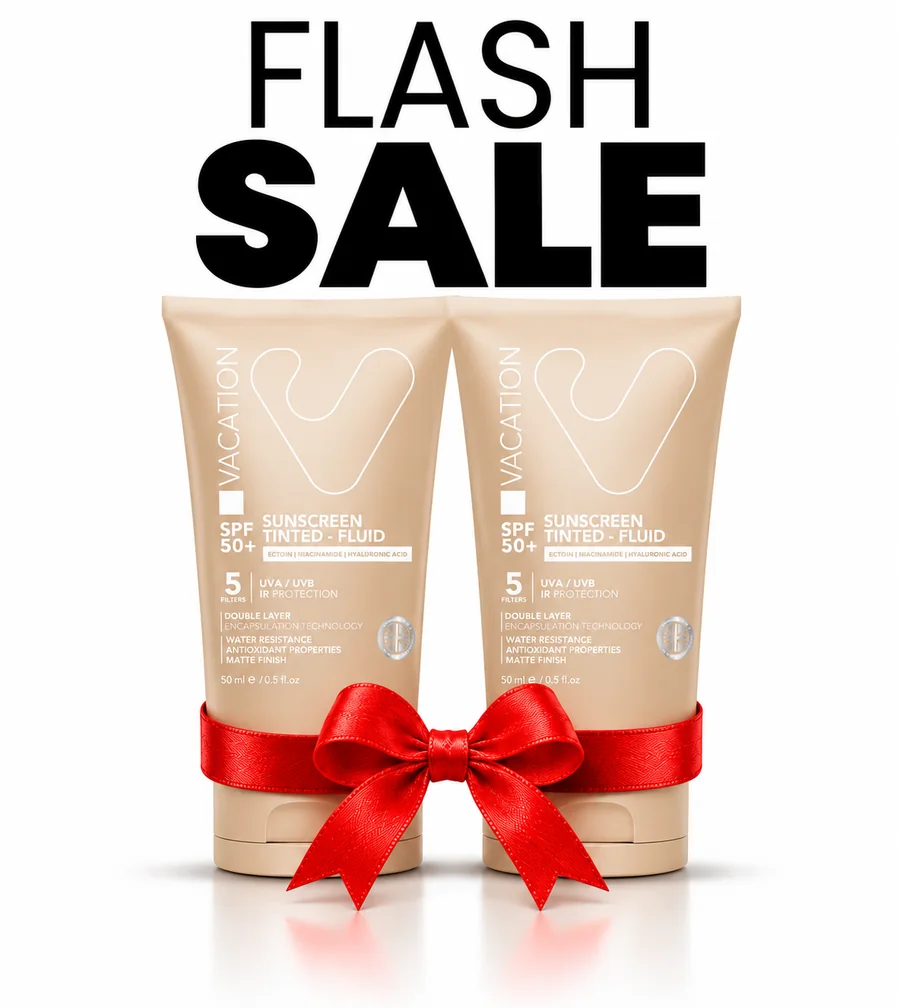 FLASH
SALE
VACATION
SPF
50+
SUNSCREEN
TINTED - FLUID
ECTOIN | NIACINAMIDE | HYALURONIC ACID
5
FILTERS
UVA / UVB
IR PROTECTION
DOUBLE LAYER
ENCAPSULATION TECHNOLOGY
WATER RESISTANCE
ANTIOXIDANT PROPERTIES
MATTE FINISH
50 ml e / 0.5 fl.oz
VACATION
SPF
50+
SUNSCREEN
TINTED - FLUID
ECTOIN | NIACINAMIDE | HYALURONIC ACID
5
FILTERS
UVA / UVB
IR PROTECTION
DOUBLE LAYER
ENCAPSULATION TECHNOLOGY
WATER RESISTANCE
ANTIOXIDANT PROPERTIES
MATTE FINISH
50 ml e / 0.5 fl.oz